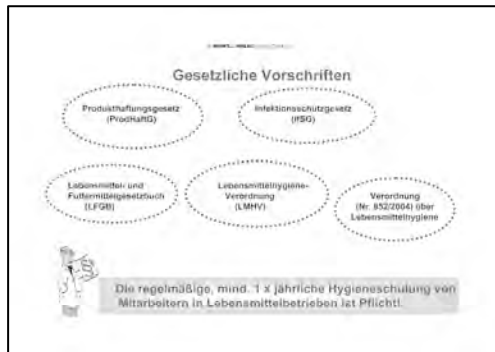 Gesetzliche Vorschriften
Produkthaftungsgesetz
(ProdHaftG)
Infektionsschutzgesetz
(IfSG)
Lebensmittel- und
Futtermittelgesetzbuch
(LFGB)
Lebensmittelhygiene-
Verordnung
(LMHV)
Verordnung
(Nr. 852/2004) über
Lebensmittelhygiene
Die regelmäßige, mind. 1 x jährliche Hygieneschulung von
Mitarbeitern in Lebensmittelbetrieben ist Pflicht!